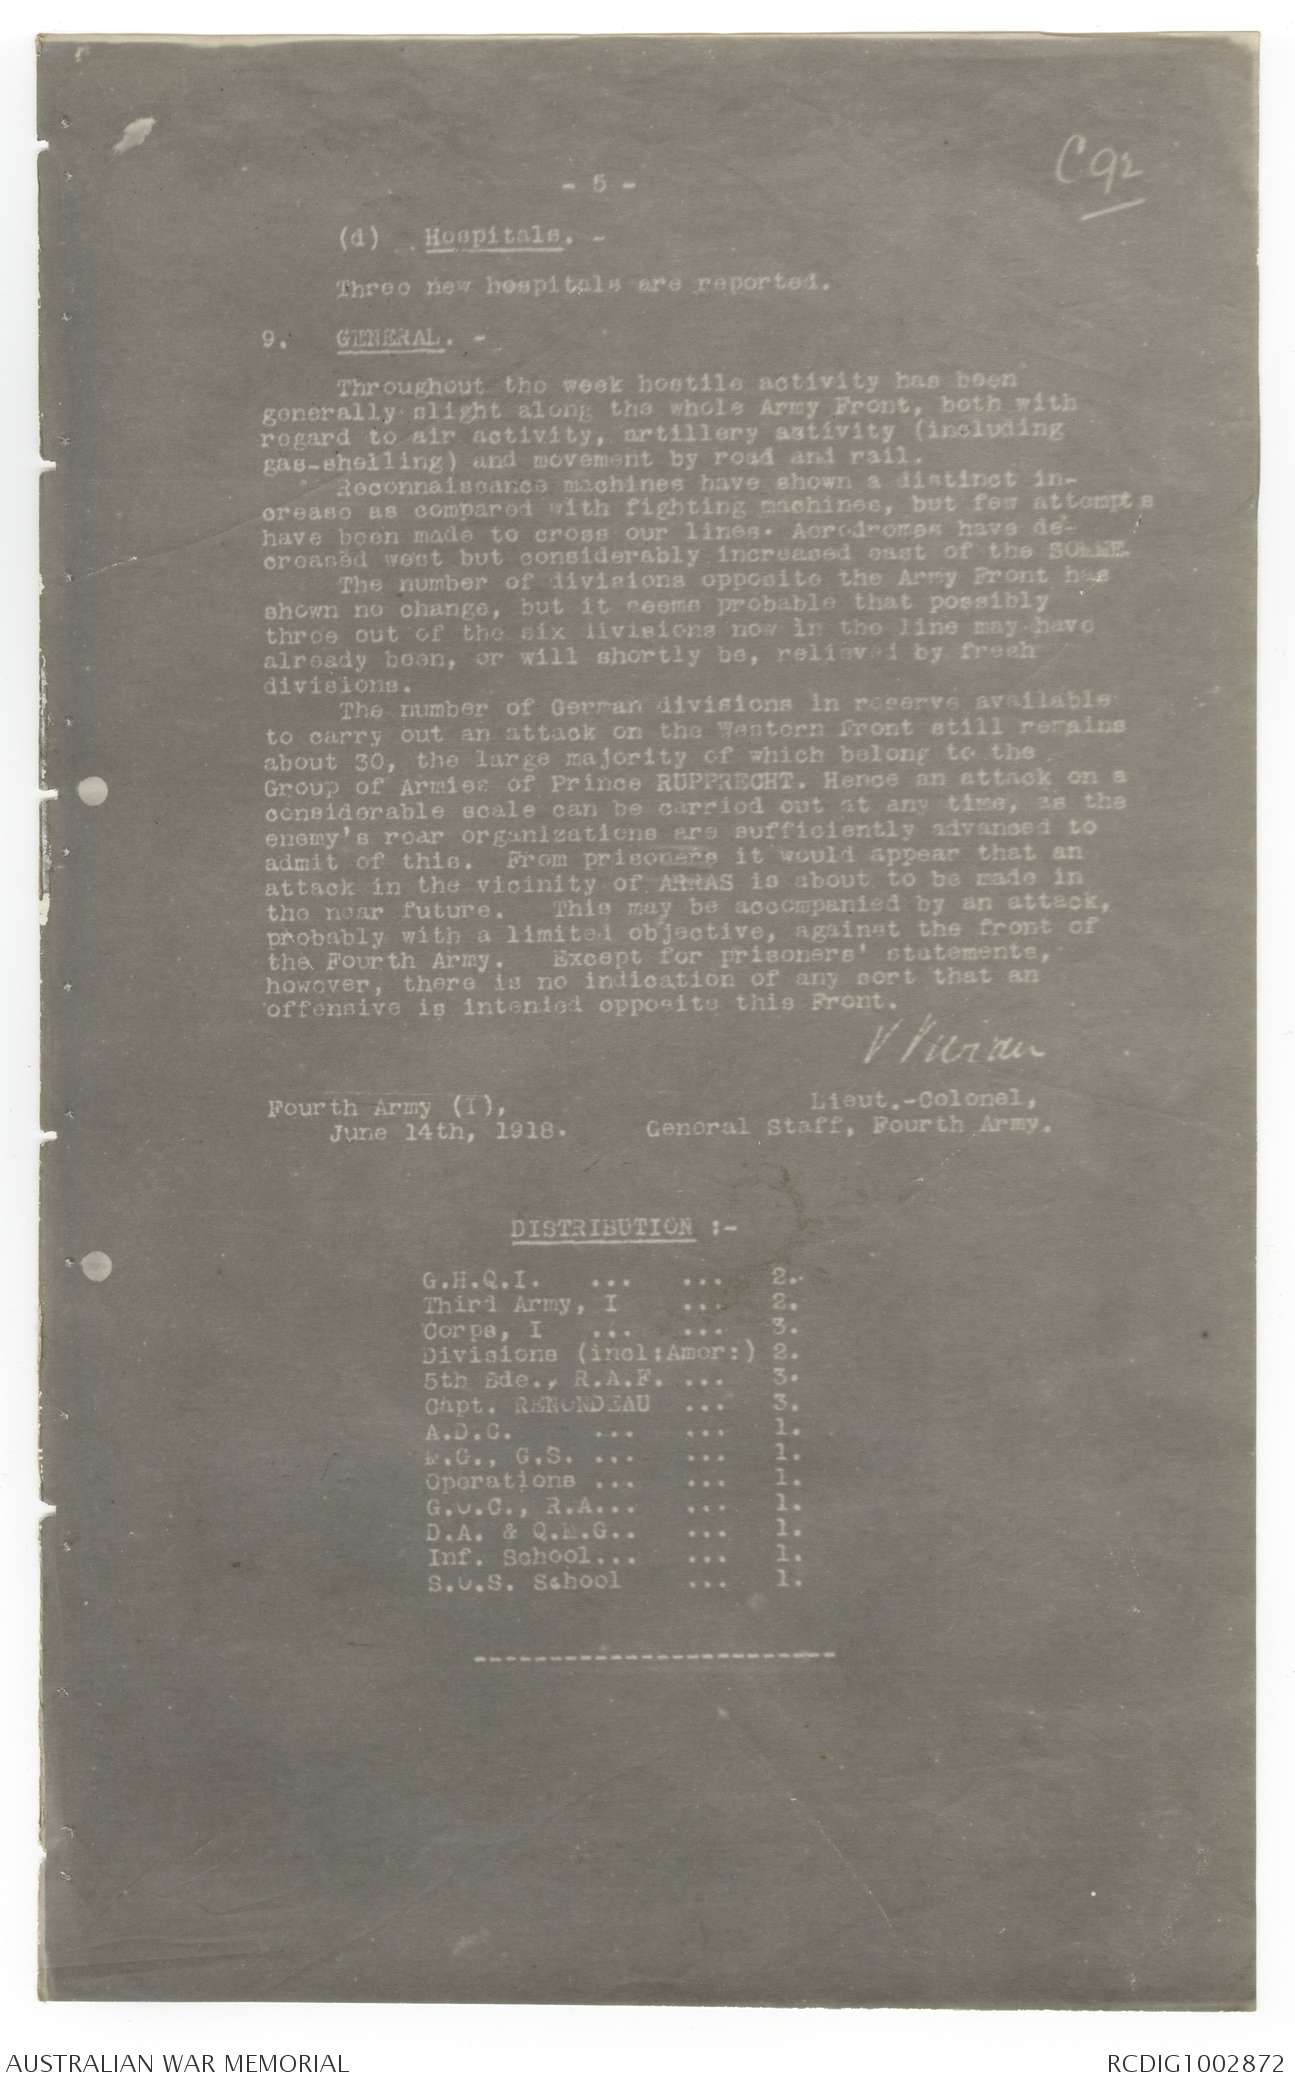 C92
- 5 -
(d) Hospitals. -
Three new hospitals are reported.
9. GENERAL. -
Throughout the week hostile activity has been
generally slight along the whole Army Front, both with
regard to air activity, artillery activity (including
gas-shelling) and movement by road and rail.
Reconnaissance machines have shown a distinct in-
crease as compared with fighting machines, but few attempts
have been made to cross our lines. Aerodromes have de-
creased west but considerably increased east of the SOMME.
The number of divisions opposite the Army Front has
shown no change, but it seems probable that possibly
three out of the six divisions now in the line may have
already been, or will shortly be, relieved by fresh
divisions.
The number of German divisions in reserve available
to carry out an attack on the Western Front still remains
about 30, the large majority of which belong to the
Group of Armies of Prince RUPPRECHT. Hence an attack on a
considerable scale can be carried out at any time, as the
enemy's rear organizations are sufficiently advanced to
admit of this. From prisoners it would appear that an
attack in the vicinity of ARRAS is about to be made in
the near future. This may be accompanied by an attack,
probably with a limited objective, against the front of
the Fourth Army. Except for prisoners' statements,
however, there is no indication of any sort that an
offensive is intended opposite this Front.
V Vivian
Fourth Army (I), Lieut.-Colonel,
June 14th, 1918. General Staff, Fourth Army.
DISTRIBUTION :-
G.H.Q.I. ... ... 2.
Third Army, I ... 2.
Corps, I ... ... 3.
Divisions (incl:Amer:) 2.
5th Bde., R.A.F. ... 3.
Capt. RENONDEAU ... 3.
A.D.C. ... ... 1.
M.G., G.S. ... ... 1.
Operations ... ... 1.
G.O.C., R.A... ... 1.
D.A. & Q.M.G.. ... 1.
Inf. School... ... 1.
S.O.S. School ... 1.
-----------------------
AUSTRALIAN WAR MEMORIAL
RCDIG1002872